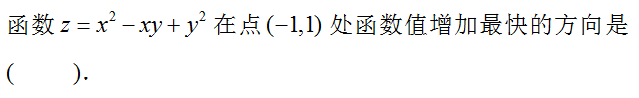 函数 z = x² − xy + y² 在点 (−1,1) 处函数值增加最快的方向是
(  ).